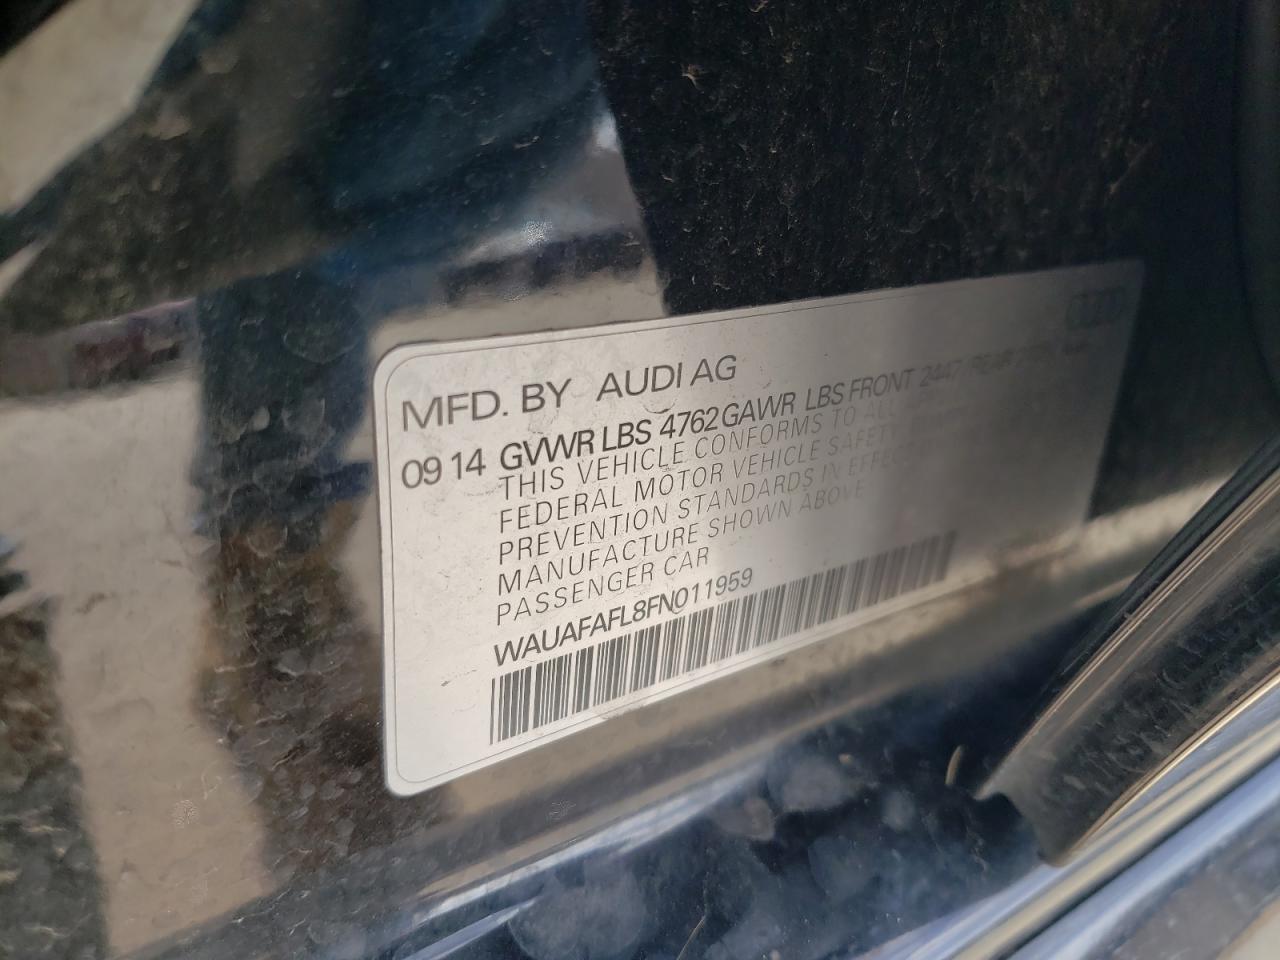 MFD. BY AUDI AG
09 14 GVWR LBS 4762 GAWR LBS FRONT 2447 REAR
THIS VEHICLE CONFORMS TO ALL
FEDERAL MOTOR VEHICLE SAFETY
PREVENTION STANDARDS IN EFFECT
MANUFACTURE SHOWN ABOVE
PASSENGER CAR
WAUAFAFL8FN011959